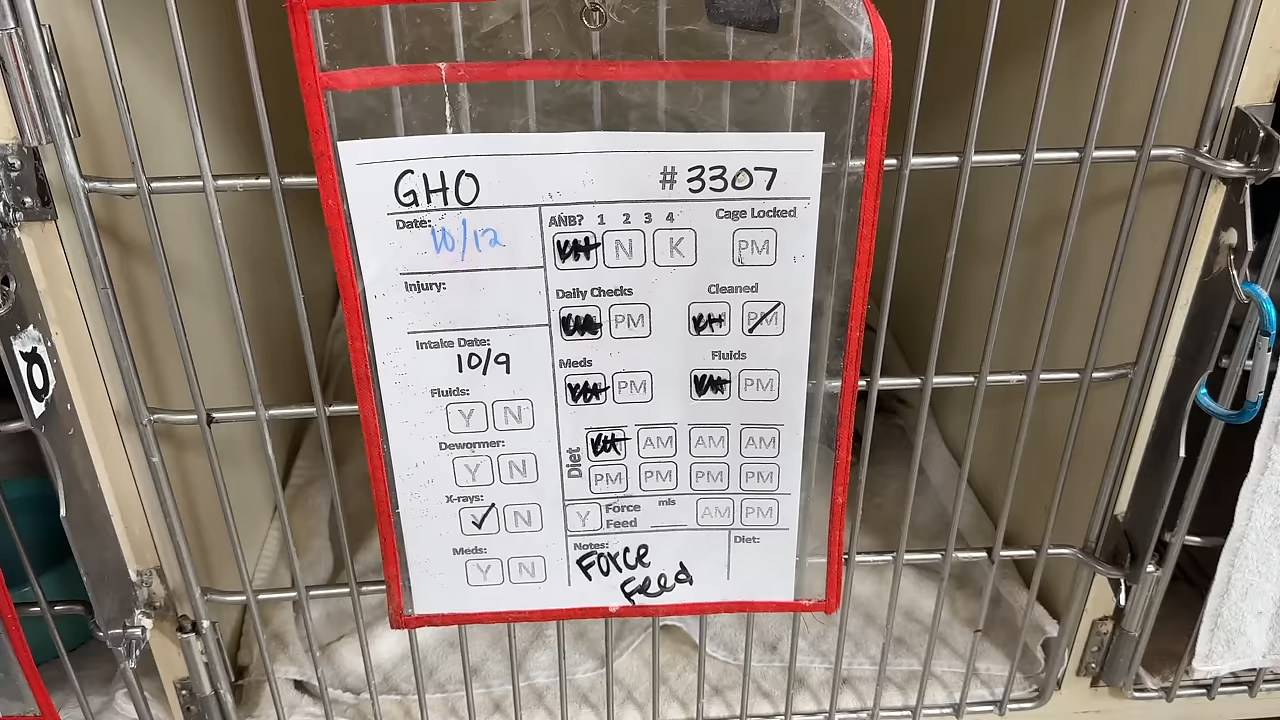 GHO #3307
Date: 10/12
Injury:
Intake Date:
10/9
Fluids:
Y N
Dewormer:
Y N
X-rays:
✓ N
Meds:
Y N
ANB? 1 2 3 4 Cage Locked
N K PM
Daily Checks Cleaned
PM PM
Meds Fluids
PM PM
Diet
AM AM AM
PM PM PM PM
Y Force Feed mls AM PM
Notes:
Force
Feed
Diet:
0